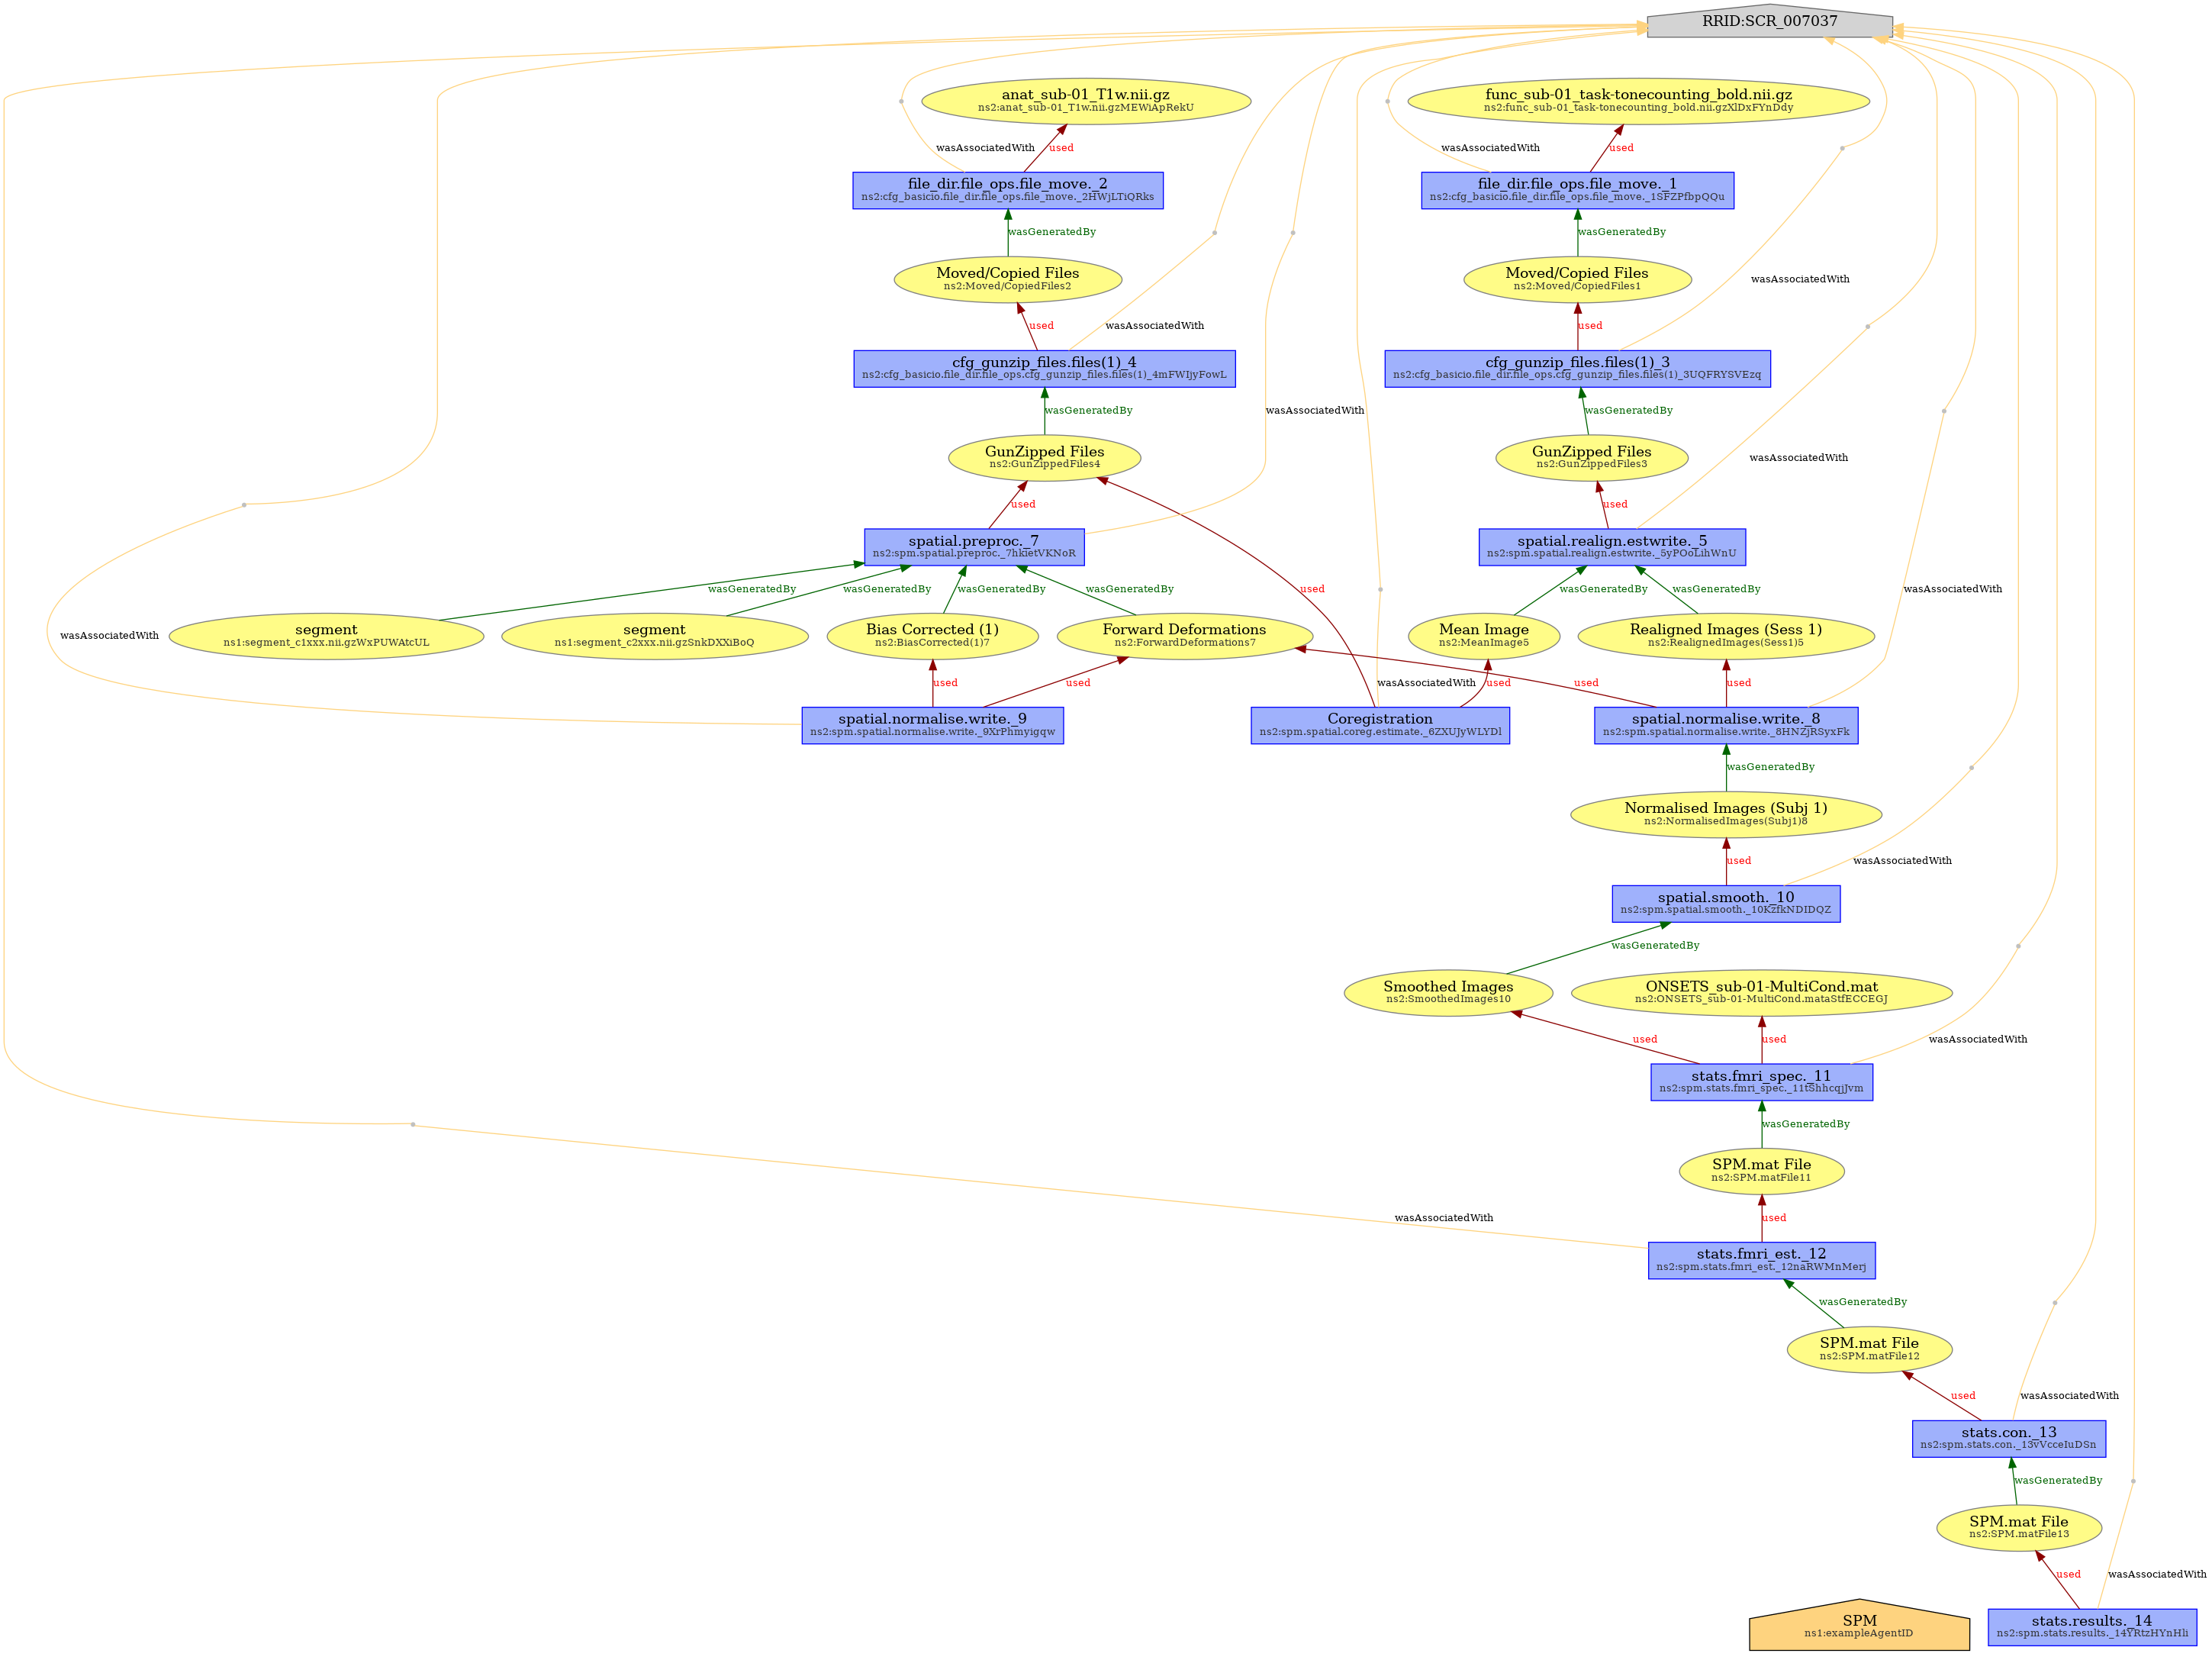 RRID:SCR_007037
anat_sub-01_T1w.nii.gz
ns2:anat_sub-01_T1w.nii.gzMEWiApRekU
func_sub-01_task-tonecounting_bold.nii.gz
ns2:func_sub-01_task-tonecounting_bold.nii.gzXlDxFYnDdy
wasAssociatedWith
used
wasAssociatedWith
used
file_dir.file_ops.file_move._2
ns2:cfg_basicio.file_dir.file_ops.file_move._2HWjLTiQRks
file_dir.file_ops.file_move._1
ns2:cfg_basicio.file_dir.file_ops.file_move._1SFZPfbpQQu
wasGeneratedBy
wasGeneratedBy
Moved/Copied Files
ns2:Moved/CopiedFiles2
Moved/Copied Files
ns2:Moved/CopiedFiles1
wasAssociatedWith
used
wasAssociatedWith
used
cfg_gunzip_files.files(1)_4
ns2:cfg_basicio.file_dir.file_ops.cfg_gunzip_files.files(1)_4mFWIjyFowL
cfg_gunzip_files.files(1)_3
ns2:cfg_basicio.file_dir.file_ops.cfg_gunzip_files.files(1)_3UQFRYSVEzq
wasGeneratedBy
wasAssociatedWith
wasGeneratedBy
GunZipped Files
ns2:GunZippedFiles4
GunZipped Files
ns2:GunZippedFiles3
wasAssociatedWith
used
used
spatial.preproc._7
ns2:spm.spatial.preproc._7hkietVKNoR
spatial.realign.estwrite._5
ns2:spm.spatial.realign.estwrite._5yPOoLihWnU
wasGeneratedBy
wasGeneratedBy
wasGeneratedBy
wasGeneratedBy
used
wasGeneratedBy
wasGeneratedBy
wasAssociatedWith
wasAssociatedWith
segment
ns1:segment_c1xxx.nii.gzWxPUWAtcUL
segment
ns1:segment_c2xxx.nii.gzSnkDXXiBoQ
Bias Corrected (1)
ns2:BiasCorrected(1)7
Forward Deformations
ns2:ForwardDeformations7
Mean Image
ns2:MeanImage5
Realigned Images (Sess 1)
ns2:RealignedImages(Sess1)5
used
used
wasAssociatedWith
used
used
used
spatial.normalise.write._9
ns2:spm.spatial.normalise.write._9XrPhmyigqw
Coregistration
ns2:spm.spatial.coreg.estimate._6ZXUJyWLYDl
spatial.normalise.write._8
ns2:spm.spatial.normalise.write._8HNZjRSyxFk
wasGeneratedBy
Normalised Images (Subj 1)
ns2:NormalisedImages(Subj1)8
used
wasAssociatedWith
spatial.smooth._10
ns2:spm.spatial.smooth._10KzfkNDIDQZ
wasGeneratedBy
Smoothed Images
ns2:SmoothedImages10
ONSETS_sub-01-MultiCond.mat
ns2:ONSETS_sub-01-MultiCond.mataStfECCEGJ
used
used
wasAssociatedWith
stats.fmri_spec._11
ns2:spm.stats.fmri_spec._11tShhcqjJvm
wasGeneratedBy
SPM.mat File
ns2:SPM.matFile11
wasAssociatedWith
used
stats.fmri_est._12
ns2:spm.stats.fmri_est._12naRWMnMerj
wasGeneratedBy
SPM.mat File
ns2:SPM.matFile12
used
wasAssociatedWith
stats.con._13
ns2:spm.stats.con._13vVcceIuDSn
wasGeneratedBy
SPM.mat File
ns2:SPM.matFile13
used
wasAssociatedWith
SPM
ns1:exampleAgentID
stats.results._14
ns2:spm.stats.results._14YRtzHYnHli